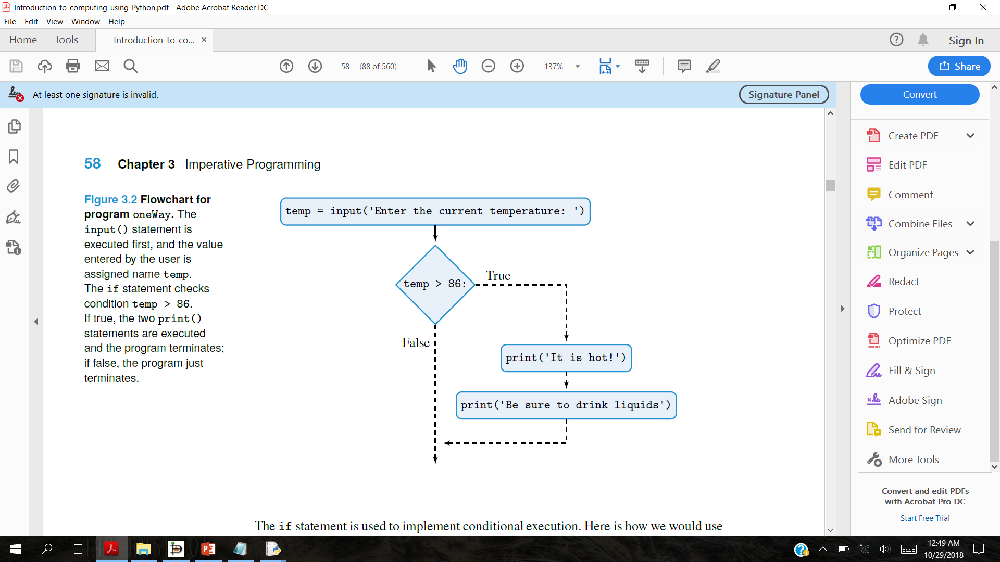 Introduction-to-computing-using-Python.pdf - Adobe Acrobat Reader DC
File Edit View Window Help
Home Tools Introduction-to-co... × Sign In
58 (88 of 560) 137% Share
At least one signature is invalid. Signature Panel
58 Chapter 3 Imperative Programming
Figure 3.2 Flowchart for
program oneWay. The
input() statement is
executed first, and the value
entered by the user is
assigned name temp.
The if statement checks
condition temp > 86.
If true, the two print()
statements are executed
and the program terminates;
if false, the program just
terminates.
temp = input('Enter the current temperature: ')
temp > 86:
True
False
print('It is hot!')
print('Be sure to drink liquids')
The if statement is used to implement conditional execution. Here is how we would use
Convert
Create PDF
Edit PDF
Comment
Combine Files
Organize Pages
Redact
Protect
Optimize PDF
Fill & Sign
Adobe Sign
Send for Review
More Tools
Convert and edit PDFs
with Acrobat Pro DC
Start Free Trial
12:49 AM
10/29/2018